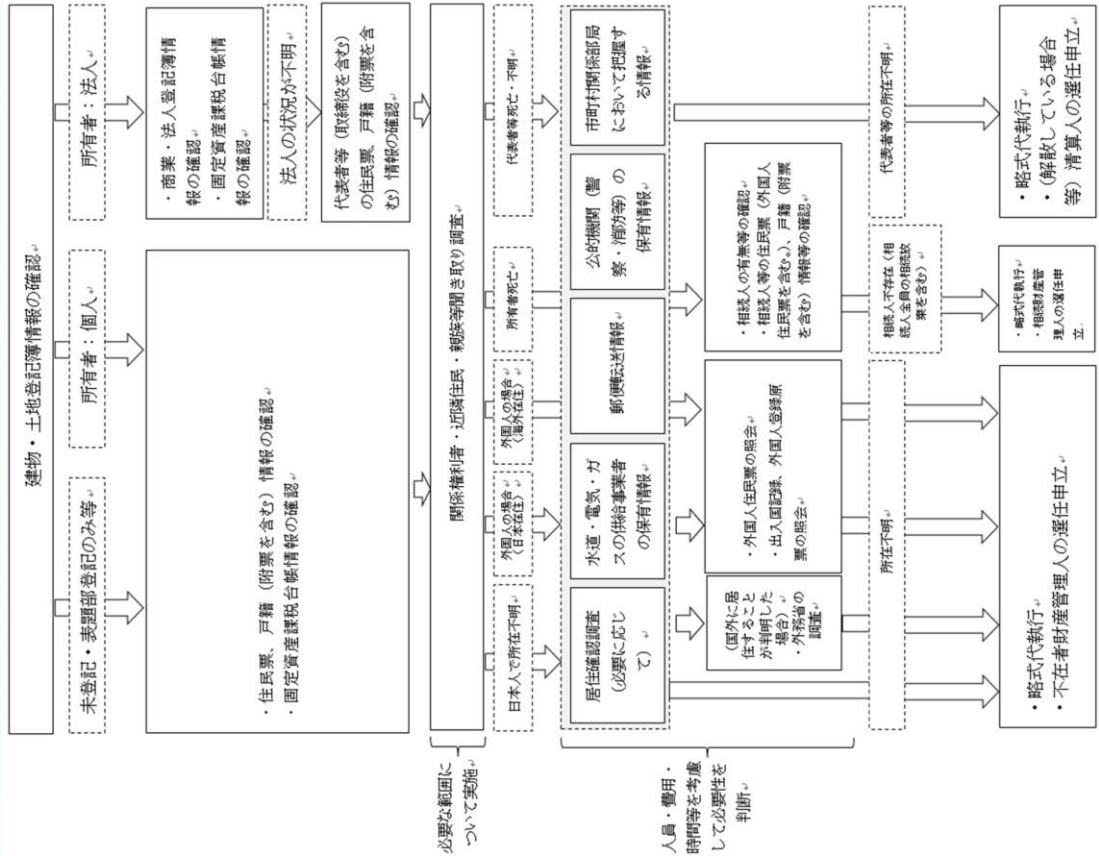 建物・土地登記簿情報の確認
未登記・表題部登記のみ等
所有者：個人
所有者：法人
・住民票、戸籍（附票を含む）情報の確認
・固定資産課税台帳情報の確認
・商業・法人登記簿情
報の確認
・固定資産課税台帳情
報の確認
法人の状況が不明
代表者等（取締役を含む）
の住民票、戸籍（附票を含
む）情報の確認
必要な範囲に
ついて実施
関係権利者・近隣住民・親族等聞き取り調査
日本人で所在不明
外国人の場合
（日本在住）
外国人の場合
（海外在住）
所有者死亡
代表者等死亡・不明
人員・費用・
時間等を考慮
して必要性を
判断
居住確認調査
（必要に応じ
て）
水道・電気・ガ
スの供給事業者
の保有情報
郵便転送情報
公的機関（警
察・消防等）の
保有情報
市町村関係部局
において把握す
る情報
（国外に居
住すること
が判明した
場合）
・外務省の
調査
・外国人住民票の照会
・出入国記録、外国人登録原
票の照会
・相続人の有無等の確認
・相続人等の住民票（外国人
住民票を含む。）、戸籍（附票
を含む）情報等の確認
所在不明
相続人不存在（相
続人全員の相続放
棄を含む）
代表者等の所在不明
・略式代執行
・不在者財産管理人の選任申立
・略式代執行
・相続財産管
理人の選任申
立
・略式代執行
・（解散している場合
等）清算人の選任申立